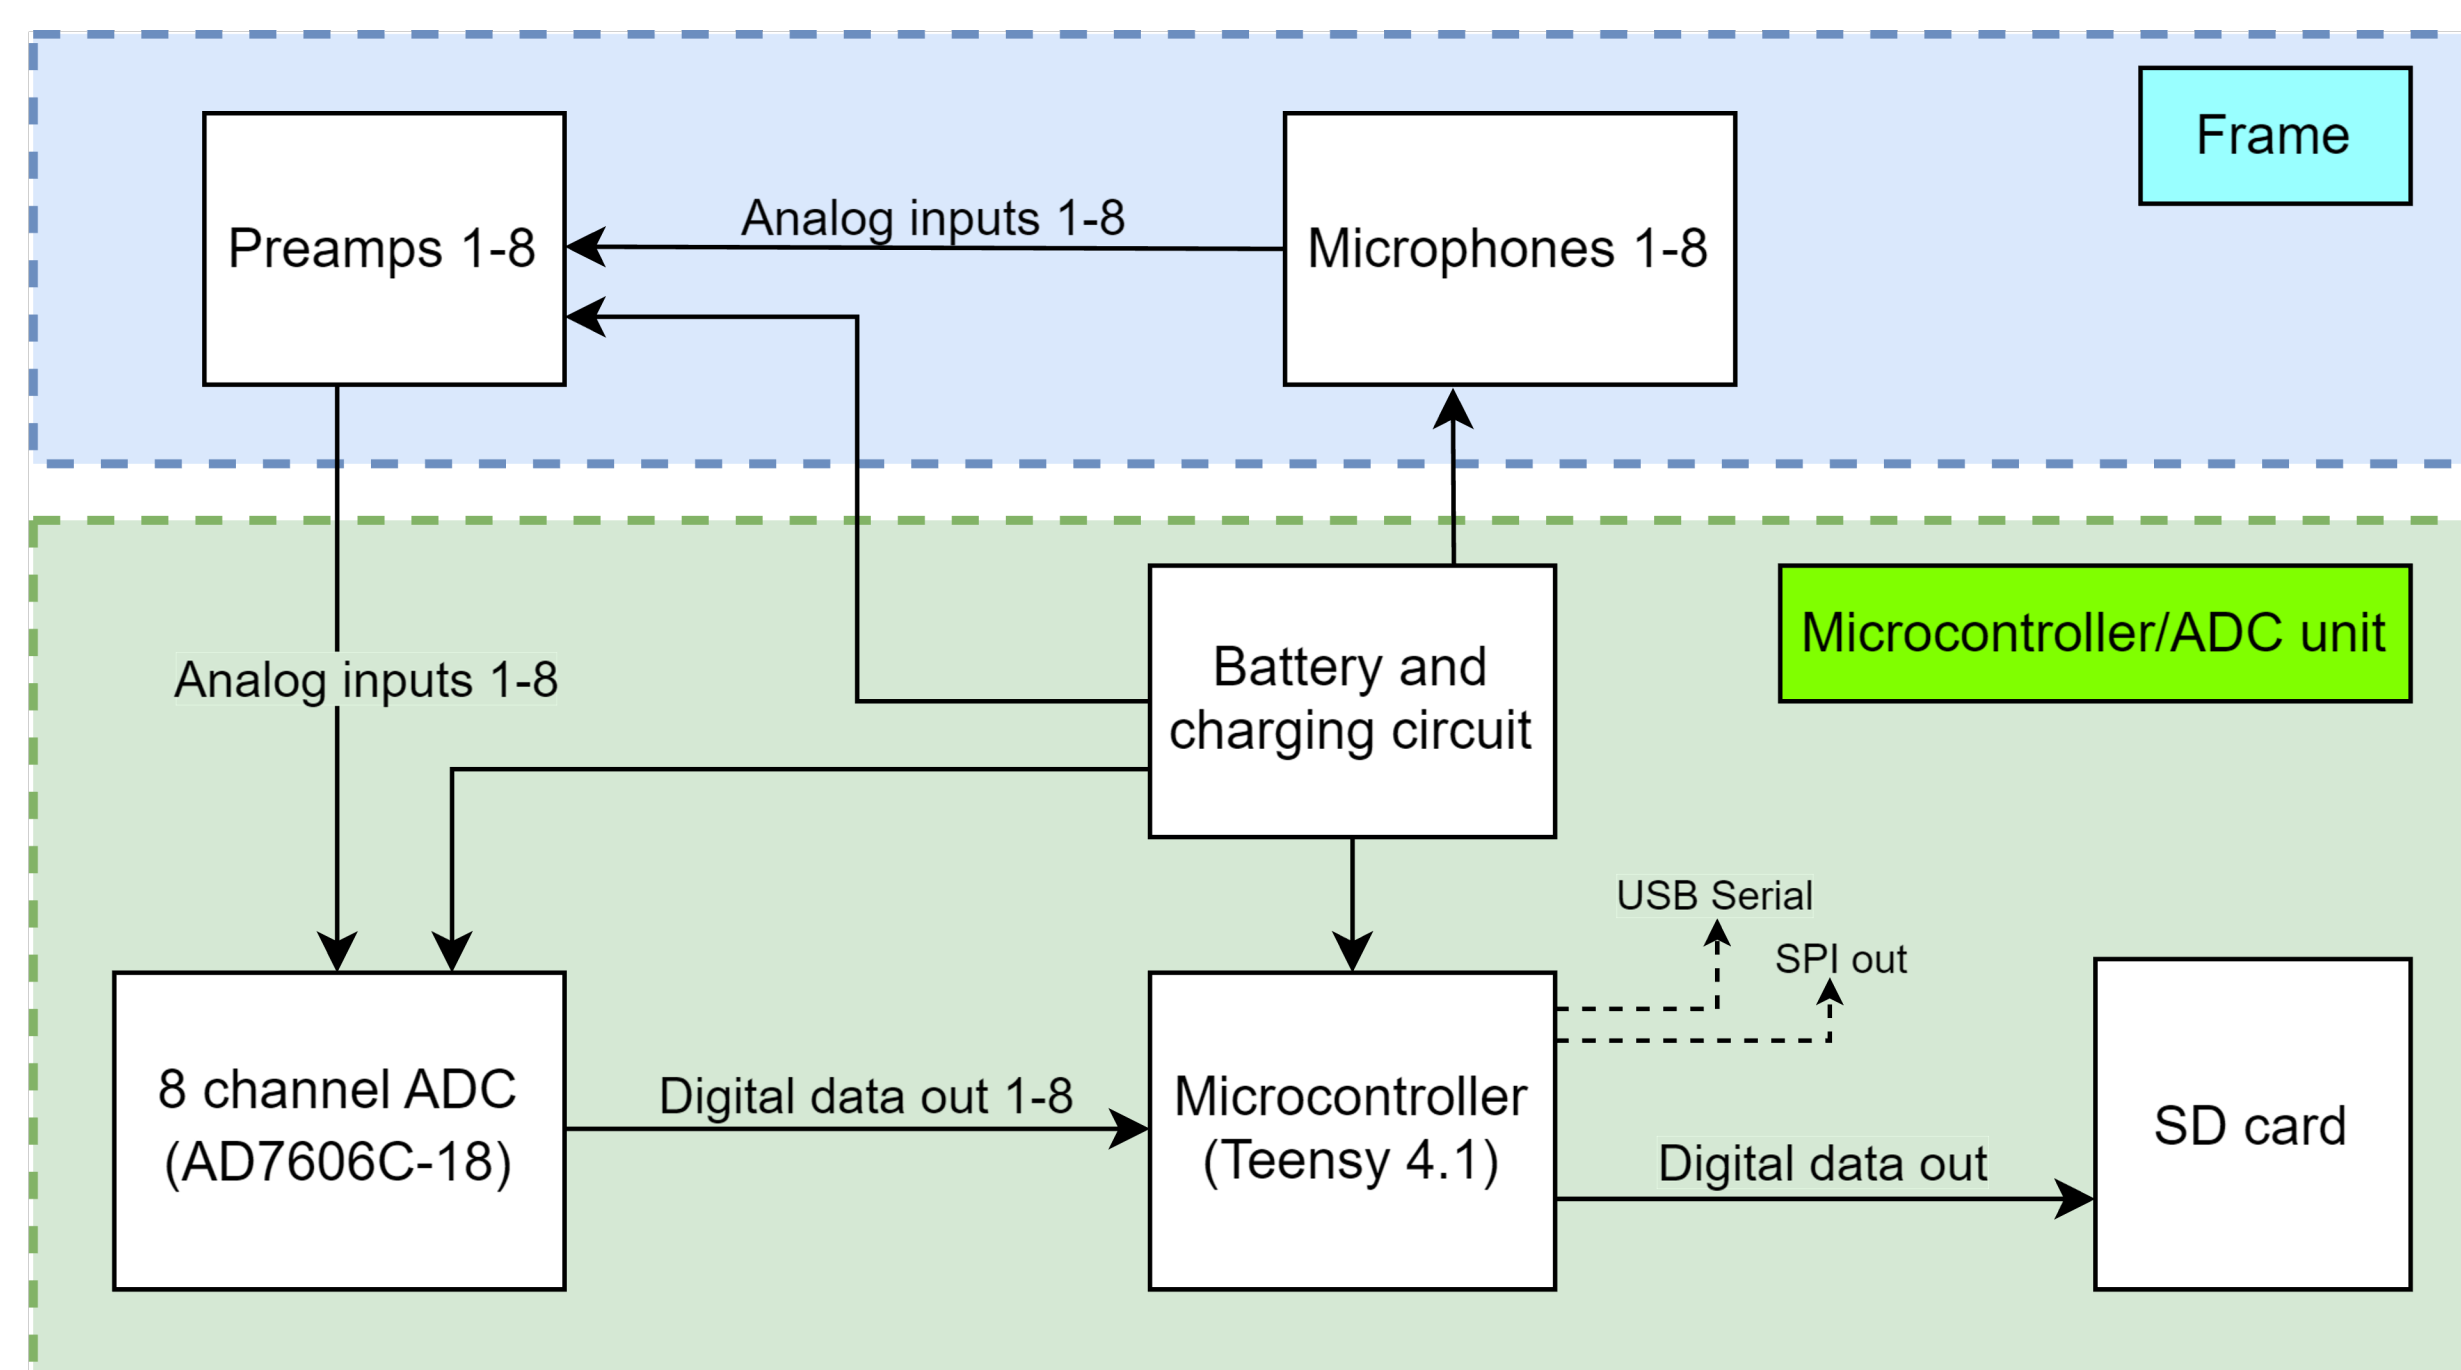 Frame
Preamps 1-8
Analog inputs 1-8
Microphones 1-8
Microcontroller/ADC unit
Analog inputs 1-8
Battery and
charging circuit
USB Serial
SPI out
8 channel ADC
(AD7606C-18)
Digital data out 1-8
Microcontroller
(Teensy 4.1)
Digital data out
SD card